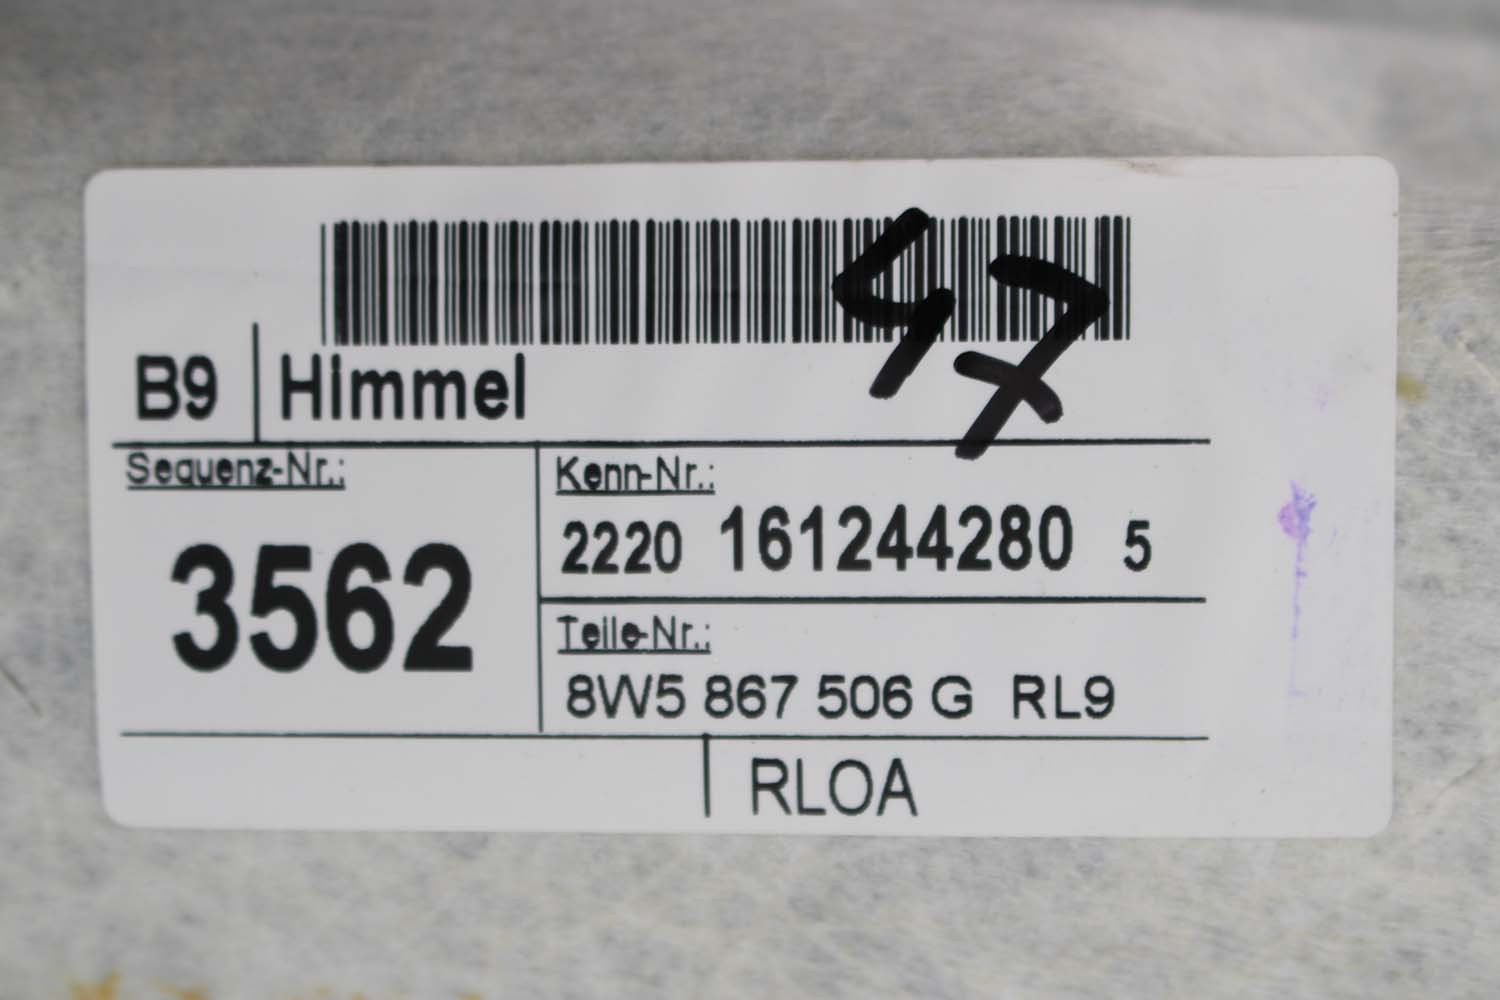 47
B9 Himmel
Sequenz-Nr.:
3562
Kenn-Nr.:
2220 161244280 5
Teile-Nr.:
8W5 867 506 G RL9
RLOA